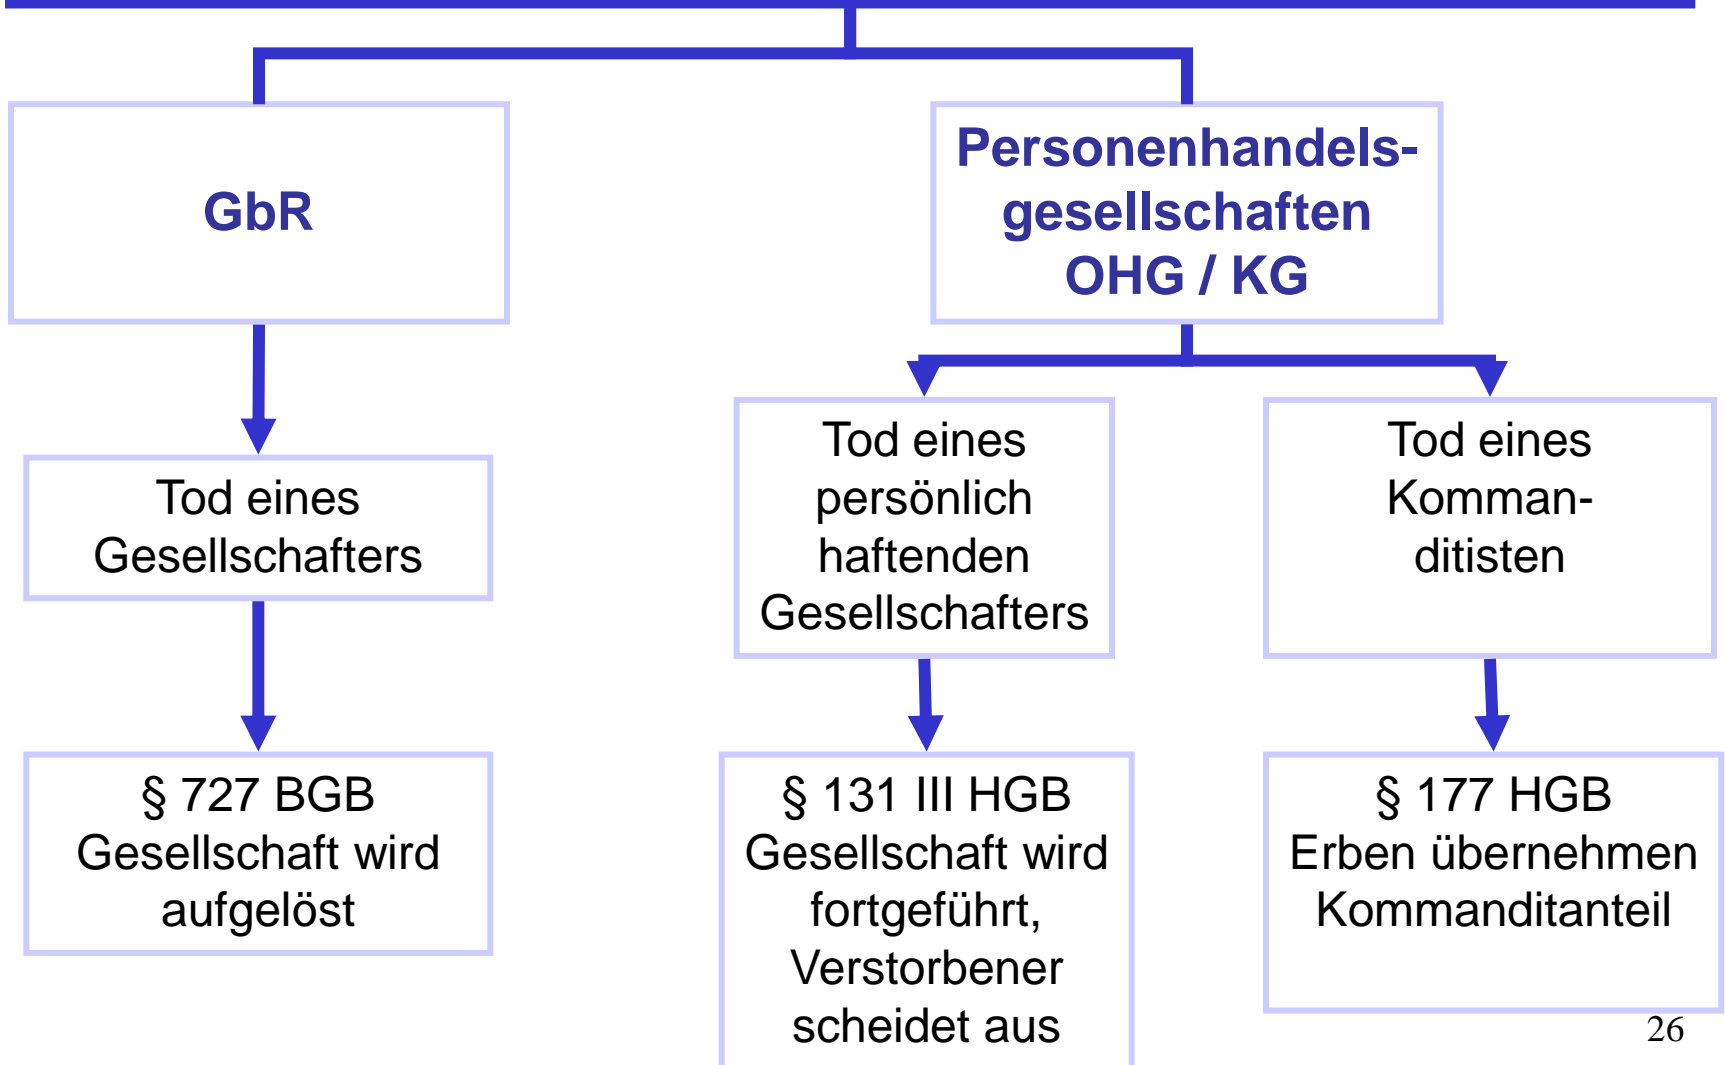 GbR
Personenhandels-
gesellschaften
OHG / KG
Tod eines
Gesellschafters
Tod eines
persönlich
haftenden
Gesellschafters
Tod eines
Komman-
ditisten
§ 727 BGB
Gesellschaft wird
aufgelöst
§ 131 III HGB
Gesellschaft wird
fortgeführt,
Verstorbener
scheidet aus
§ 177 HGB
Erben übernehmen
Kommanditanteil
26